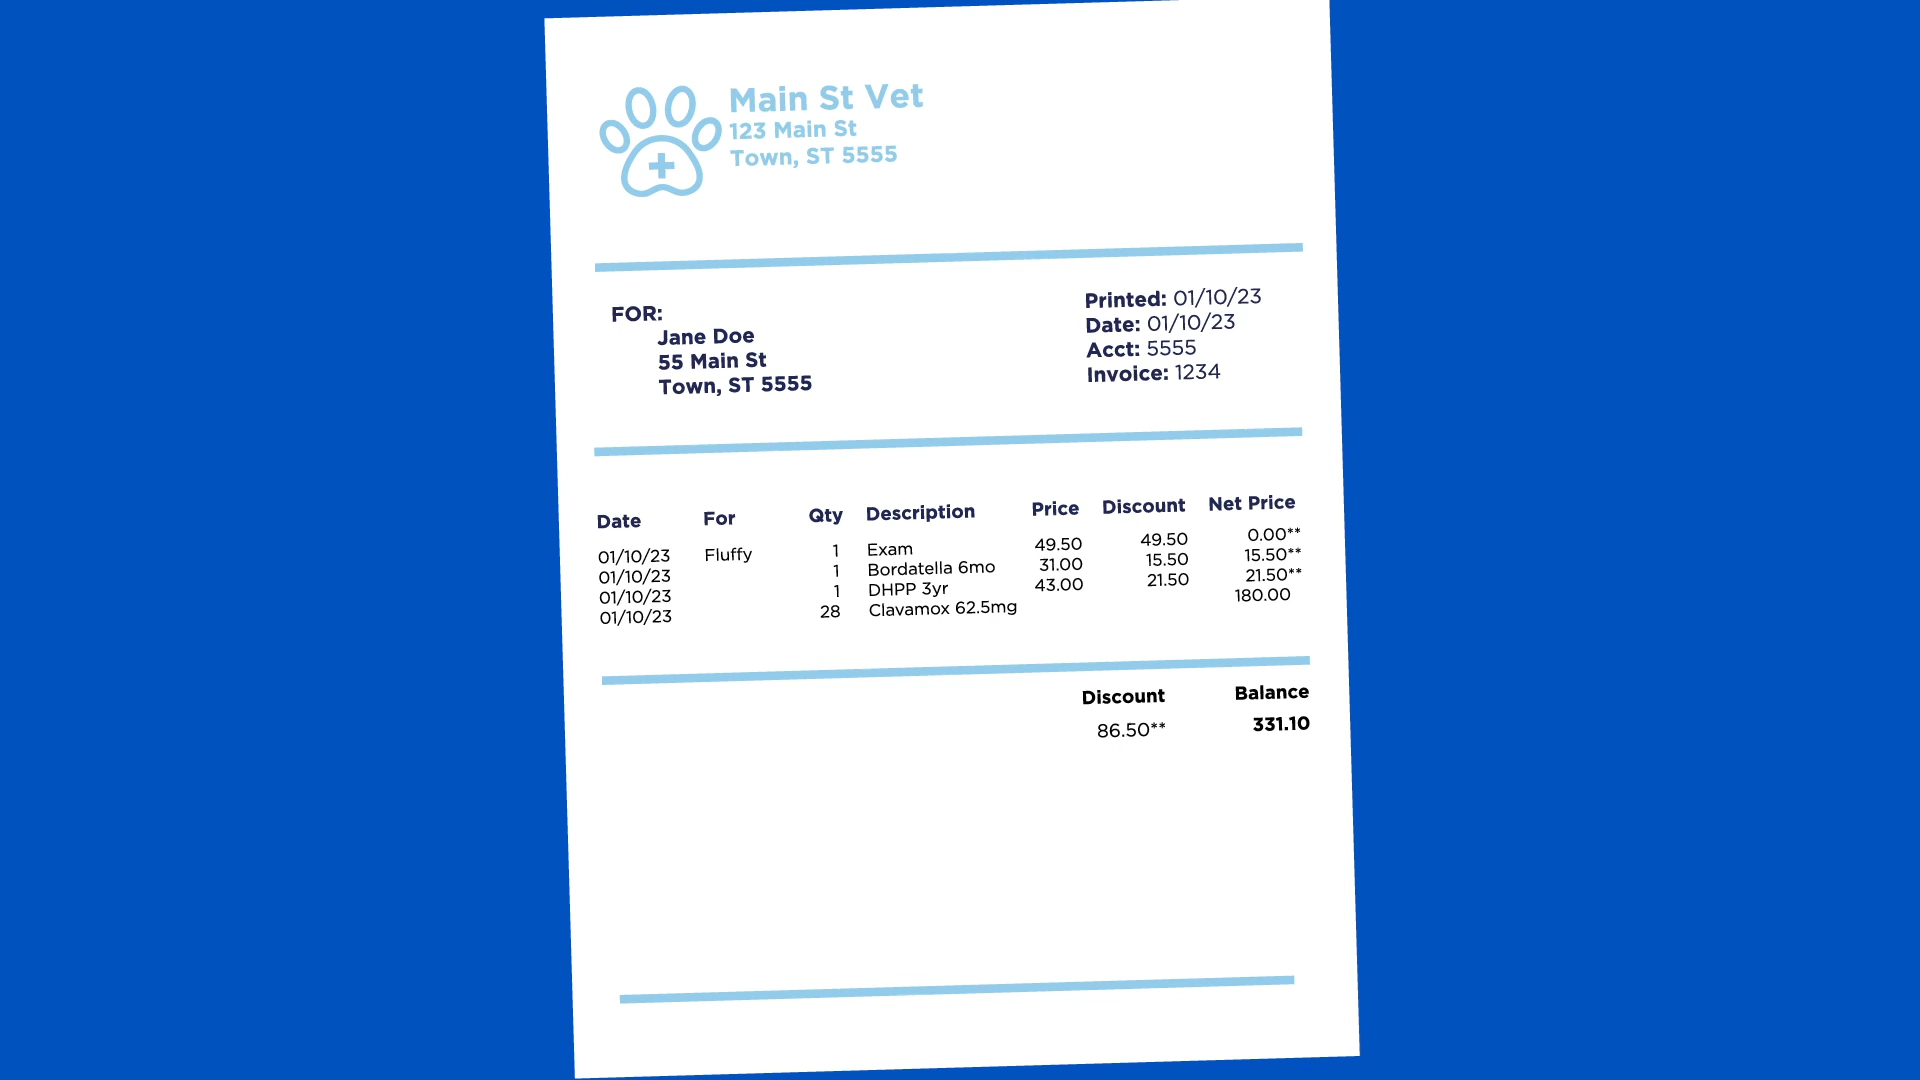 Main St Vet
123 Main St
Town, ST 5555
FOR:
Jane Doe
55 Main St
Town, ST 5555
Printed: 01/10/23
Date: 01/10/23
Acct: 5555
Invoice: 1234
Date For Qty Description Price Discount Net Price
01/10/23 Fluffy 1 Exam 49.50 49.50 0.00**
01/10/23 1 Bordatella 6mo 31.00 15.50 15.50**
01/10/23 1 DHPP 3yr 43.00 21.50 21.50**
01/10/23 28 Clavamox 62.5mg 180.00
Discount Balance
86.50** 331.10